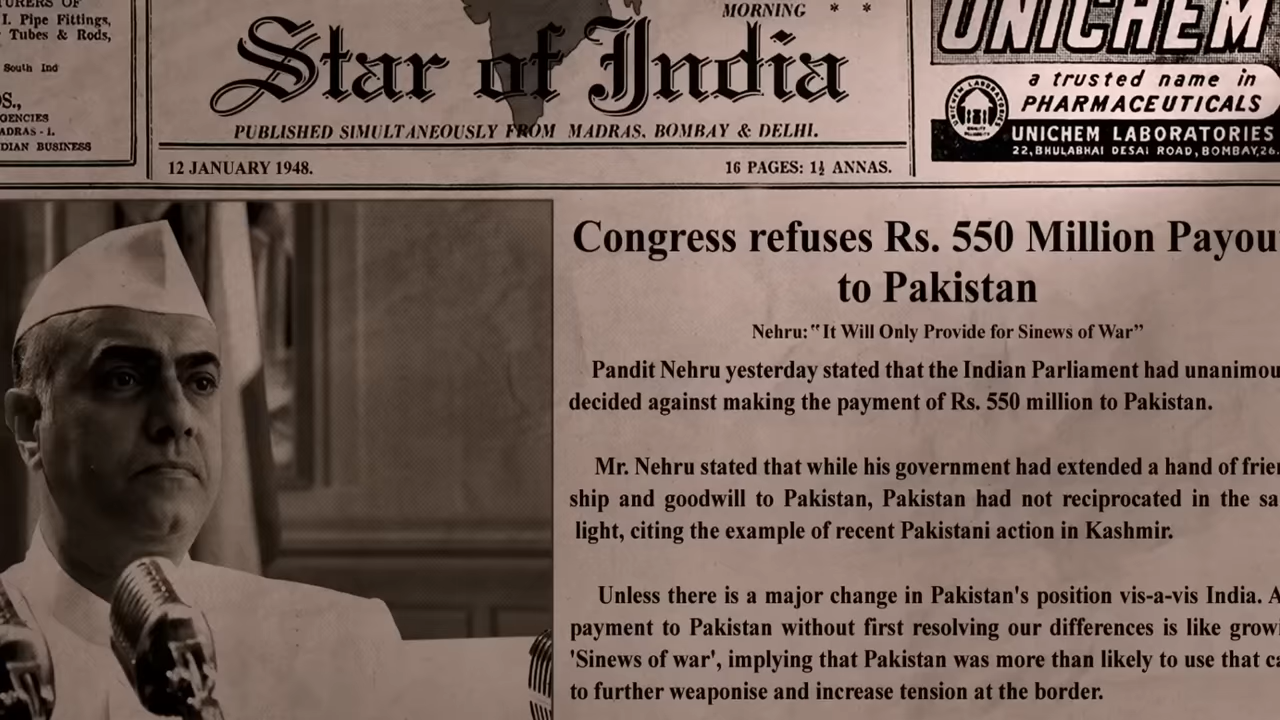 TURERS OF
I. Pipe Fittings,
Tubes & Rods,
South Ind
DS.,
GENCIES
ADRAS - 1.
DIAN BUSINESS
MORNING * *
Star of India
PUBLISHED SIMULTANEOUSLY FROM MADRAS, BOMBAY & DELHI.
12 JANUARY 1948.
16 PAGES: 1½ ANNAS.
UNICHEM
a trusted name in
PHARMACEUTICALS
UNICHEM LABORATORIES
22, BHULABHAI DESAI ROAD, BOMBAY, 26.
Congress refuses Rs. 550 Million Payou
to Pakistan
Nehru: "It Will Only Provide for Sinews of War"
Pandit Nehru yesterday stated that the Indian Parliament had unanimou
decided against making the payment of Rs. 550 million to Pakistan.
Mr. Nehru stated that while his government had extended a hand of frien
ship and goodwill to Pakistan, Pakistan had not reciprocated in the sa
light, citing the example of recent Pakistani action in Kashmir.
Unless there is a major change in Pakistan's position vis-a-vis India. A
payment to Pakistan without first resolving our differences is like growi
'Sinews of war', implying that Pakistan was more than likely to use that ca
to further weaponise and increase tension at the border.